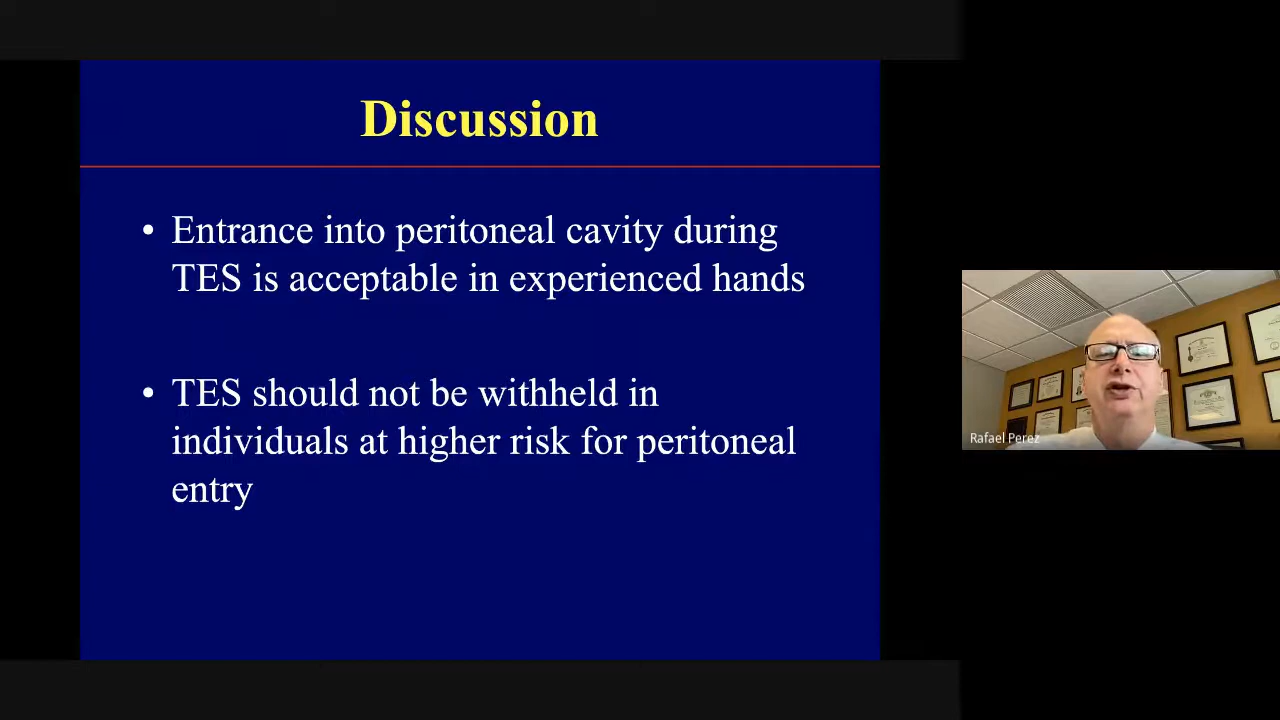 Discussion
• Entrance into peritoneal cavity during
TES is acceptable in experienced hands
• TES should not be withheld in
individuals at higher risk for peritoneal
entry
Rafael Perez